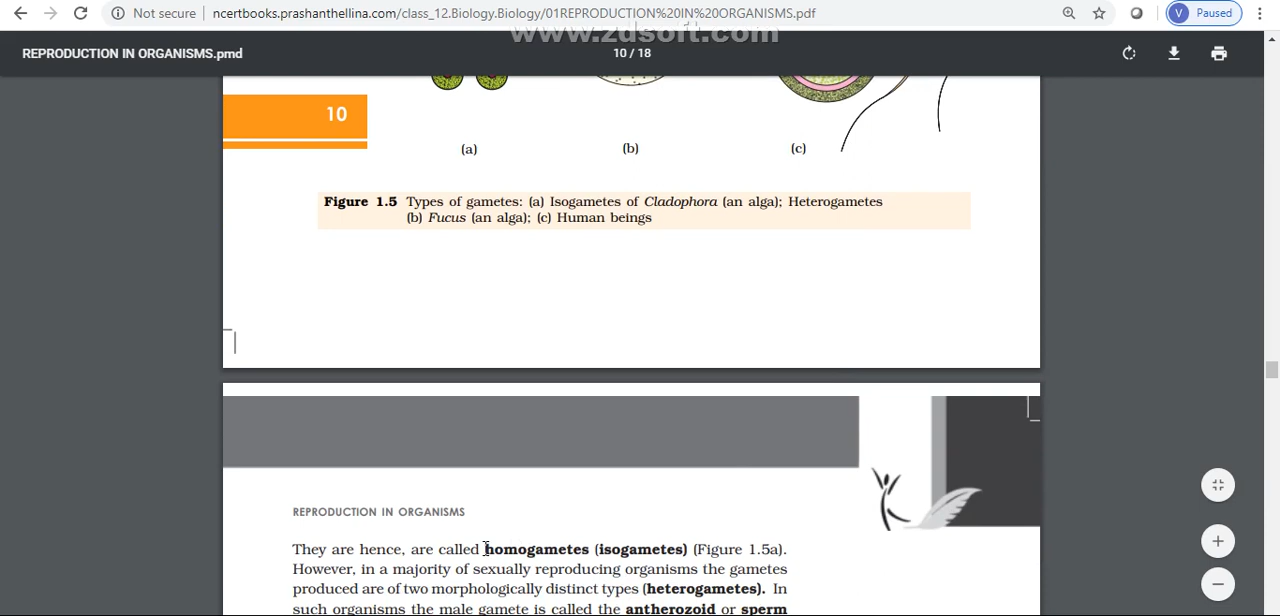 Not secure
ncertbooks.prashanthellina.com/class_12.Biology.Biology/01REPRODUCTION%20IN%20ORGANISMS.pdf
V Paused
www.zdsoft.com
REPRODUCTION IN ORGANISMS.pmd
10 / 18
10
(a) (b) (c)
Figure 1.5 Types of gametes: (a) Isogametes of Cladophora (an alga); Heterogametes
(b) Fucus (an alga); (c) Human beings
REPRODUCTION IN ORGANISMS
They are hence, are called homogametes (isogametes) (Figure 1.5a).
However, in a majority of sexually reproducing organisms the gametes
produced are of two morphologically distinct types (heterogametes). In
such organisms the male gamete is called the antherozoid or sperm